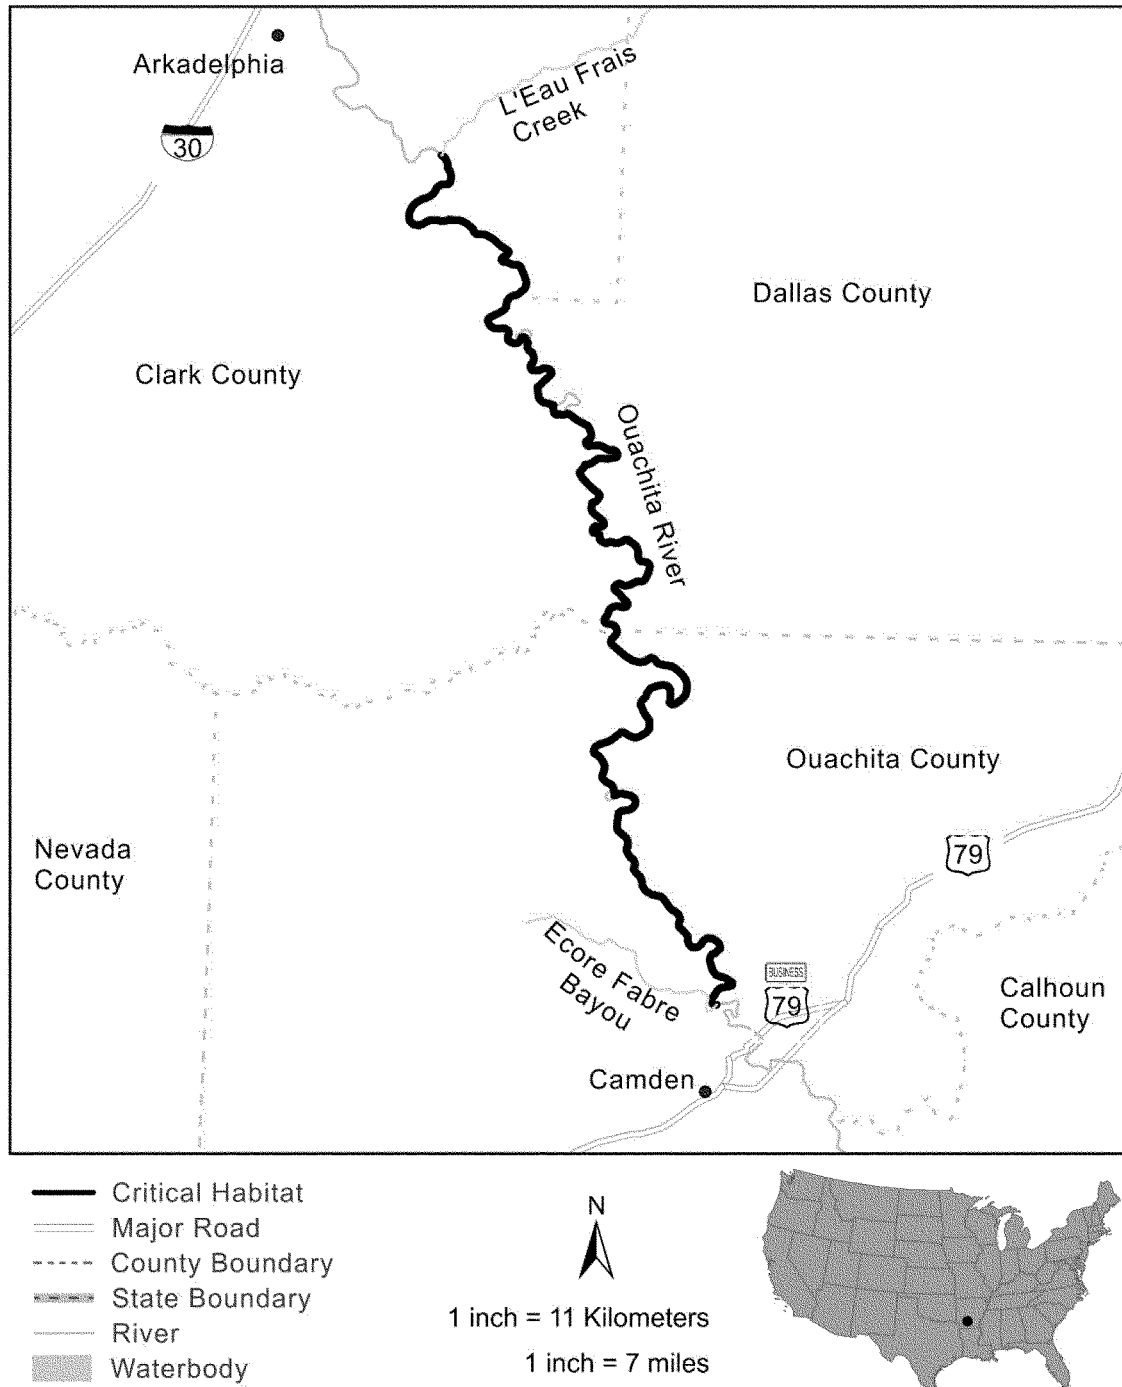 Arkadelphia
L'Eau Frais
Creek
30
Dallas County
Clark County
Ouachita River
Ouachita County
Nevada
County
79
Ecore Fabre
Bayou
BUSINESS
79
Calhoun
County
Camden
Critical Habitat
Major Road
County Boundary
State Boundary
River
Waterbody
N
1 inch = 11 Kilometers
1 inch = 7 miles